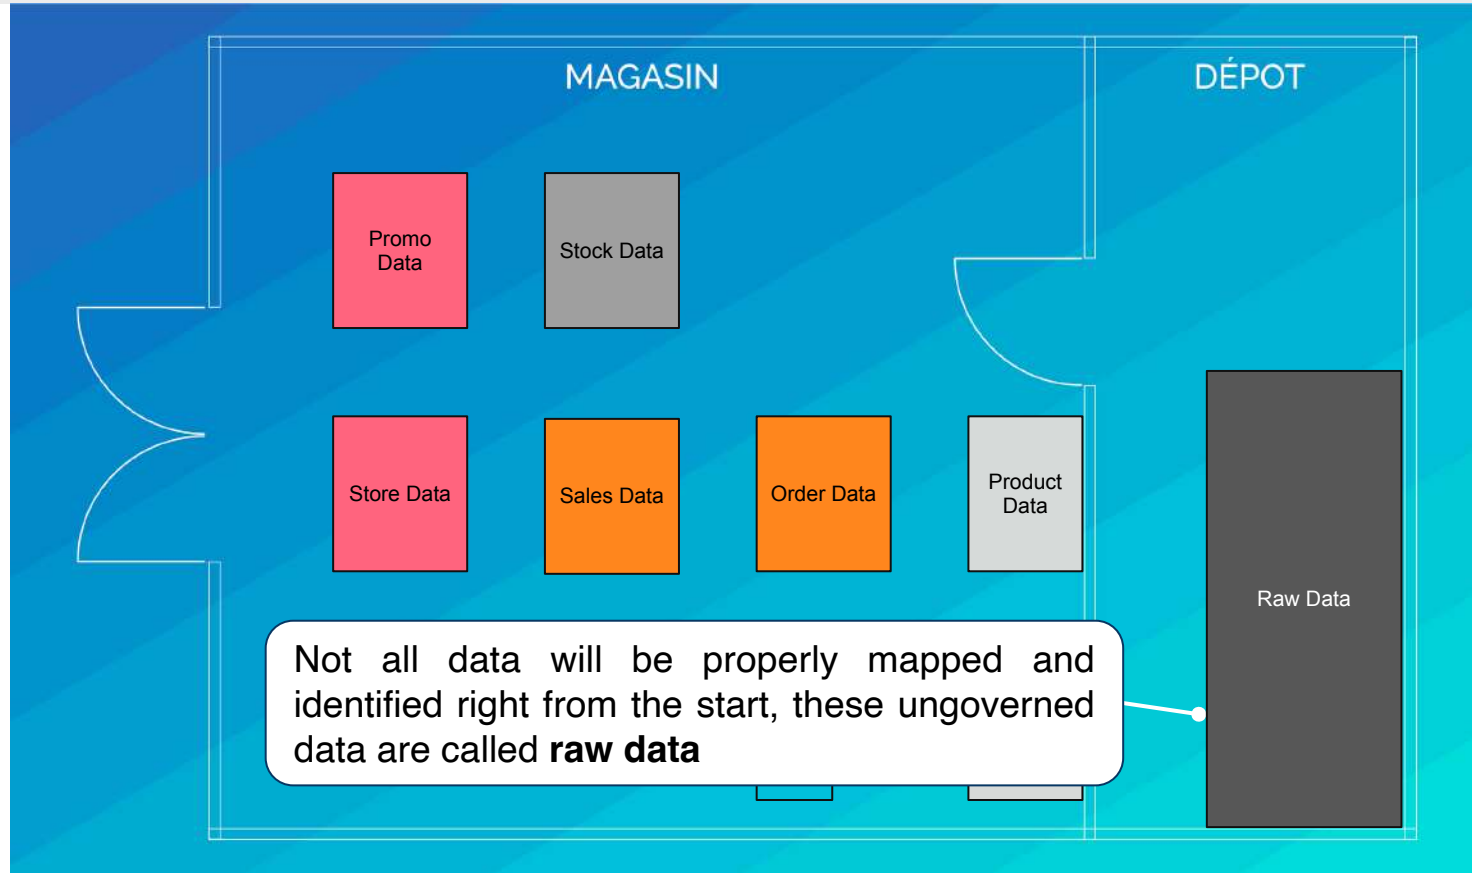 MAGASIN
DÉPOT
Promo
Data
Stock Data
Store Data
Sales Data
Order Data
Product
Data
Raw Data
Not all data will be properly mapped and
identified right from the start, these ungoverned
data are called raw data